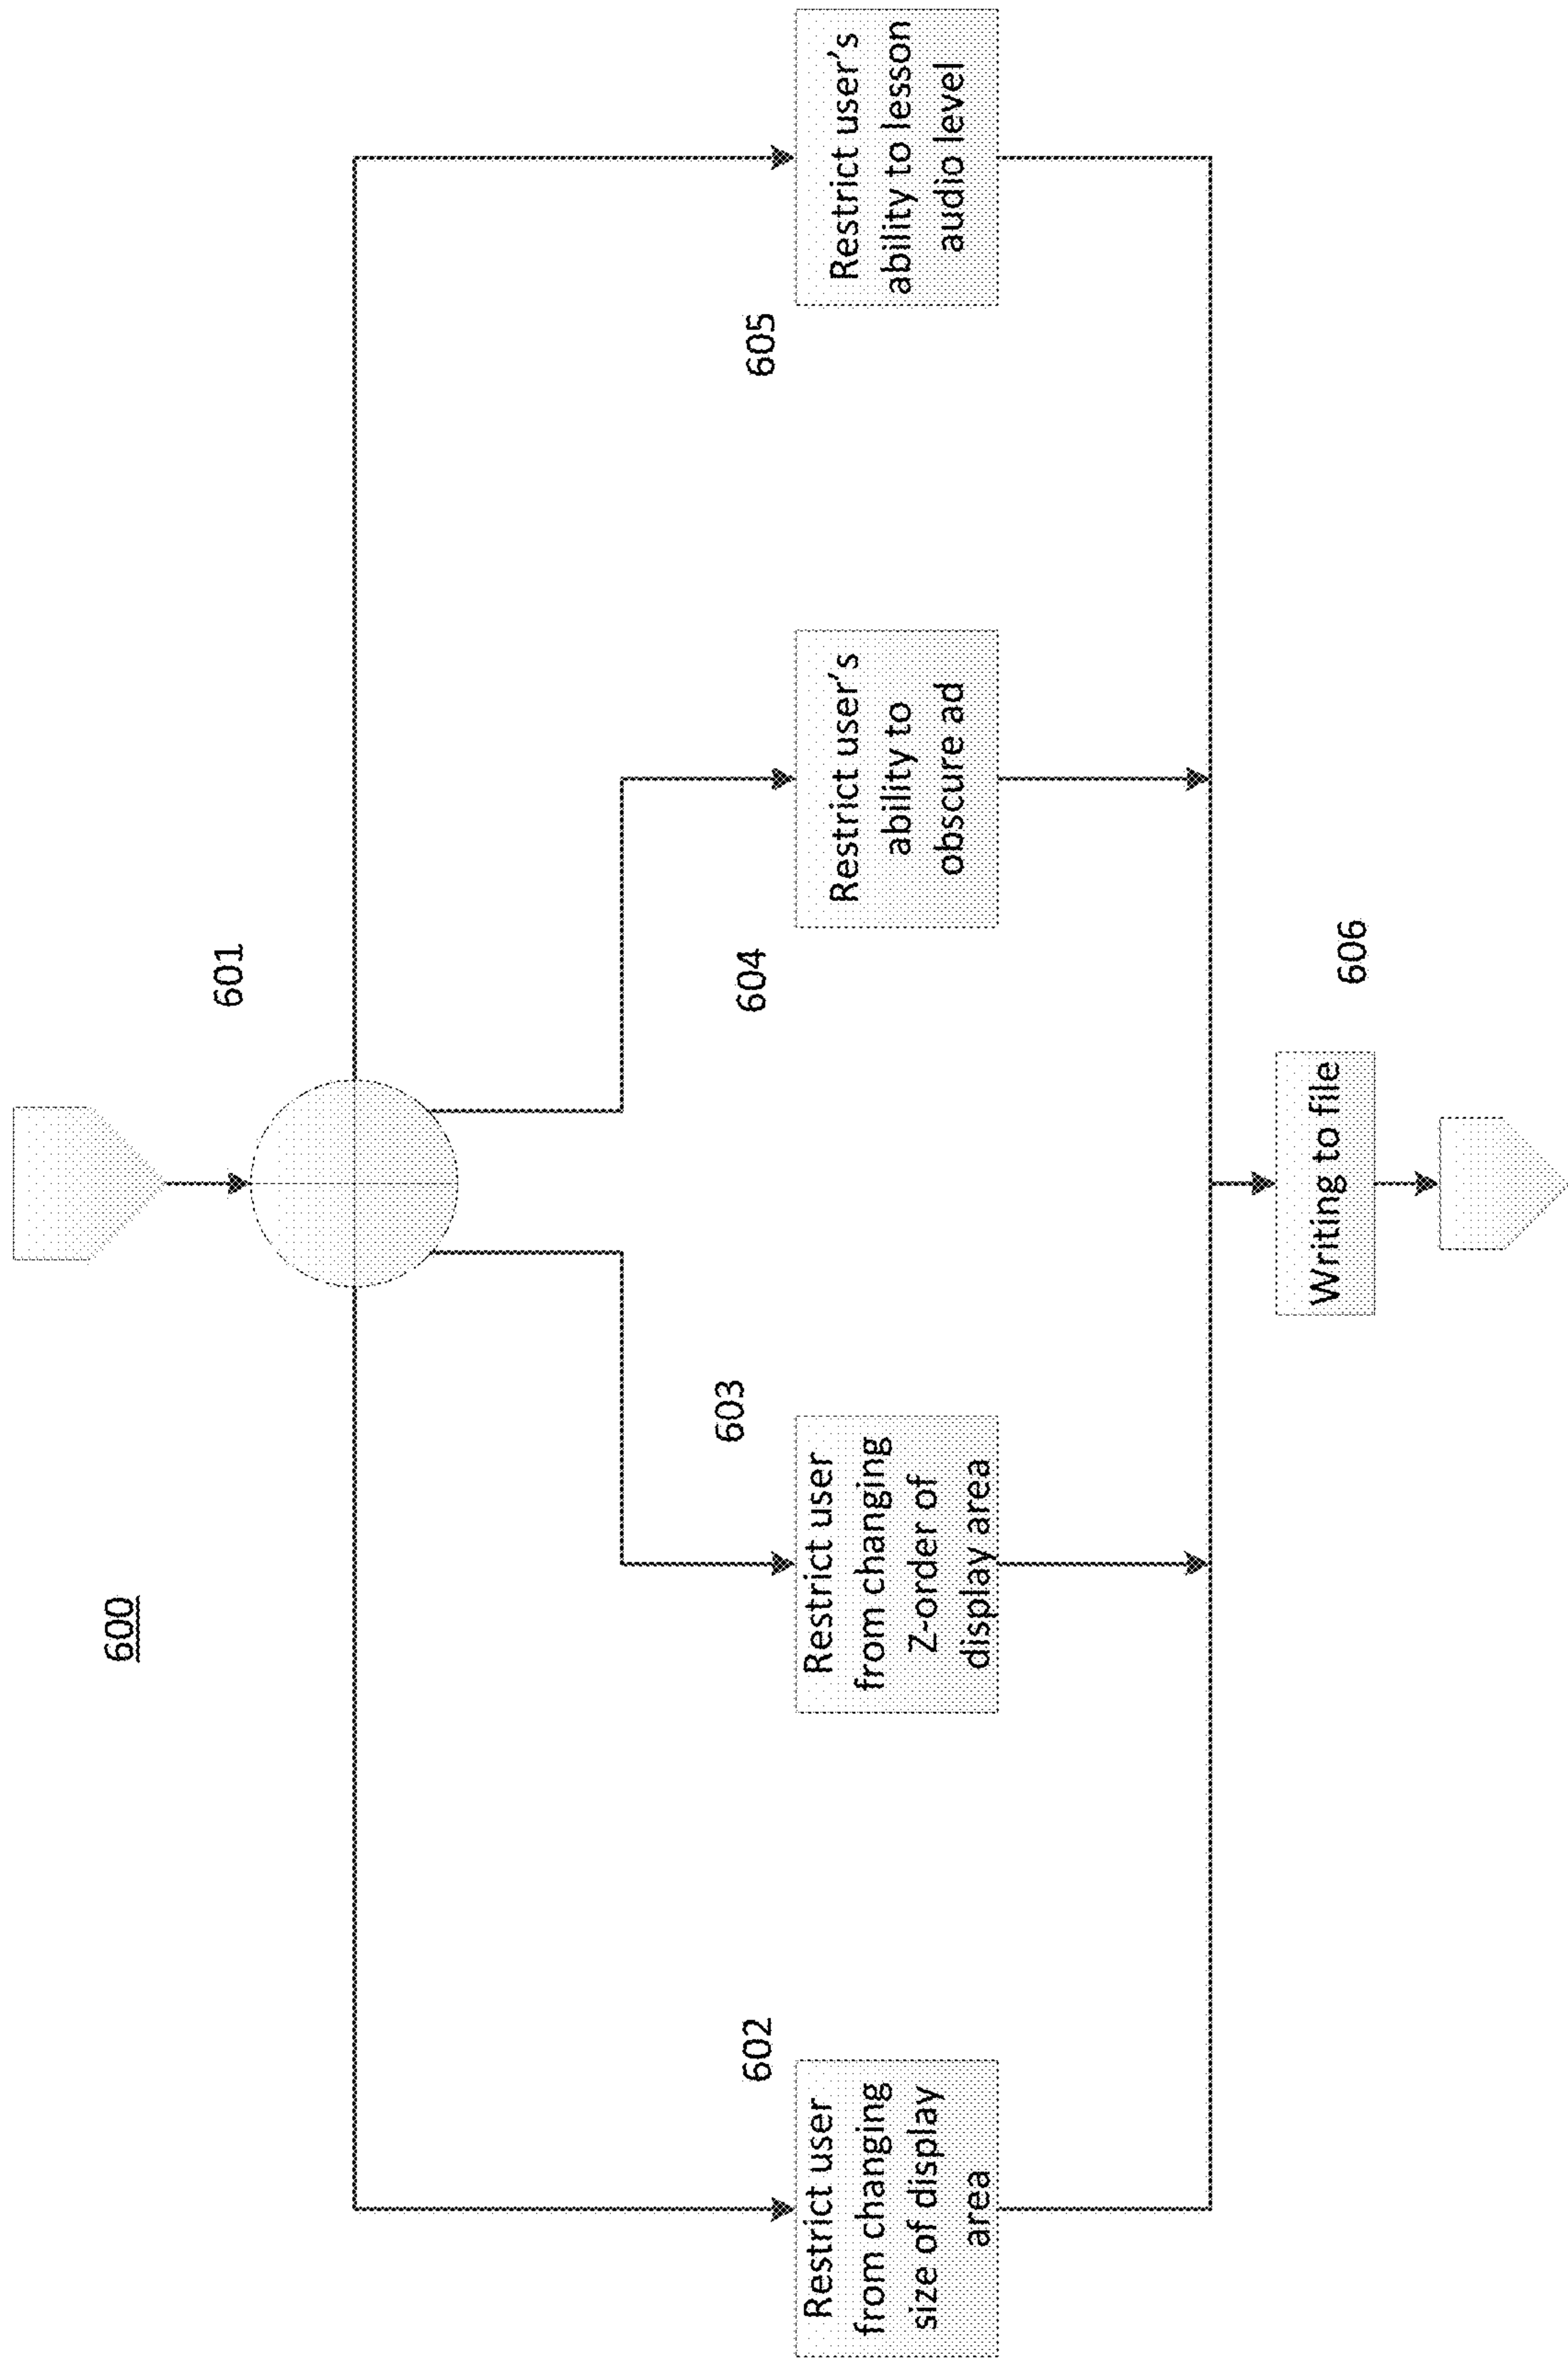 600
601
602
Restrict user
from changing
size of display
area
603
Restrict user
from changing
Z-order of
display area
604
Restrict user's
ability to
obscure ad
605
Restrict user's
ability to lesson
audio level
606
Writing to file